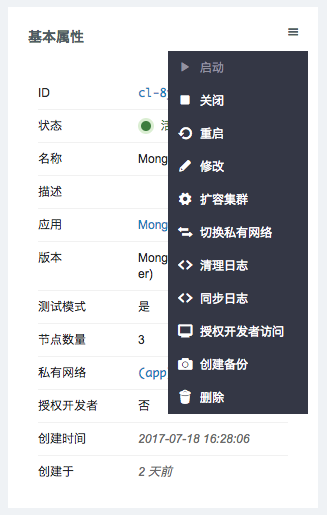 基本属性
启动
关闭
重启
修改
扩容集群
切换私有网络
清理日志
同步日志
授权开发者访问
创建备份
删除
ID cl-8
状态 活
名称 Mong
描述
应用 Mong
版本 Mong
er)
测试模式 是
节点数量 3
私有网络 (app
授权开发者 否
创建时间 2017-07-18 16:28:06
创建于 2 天前